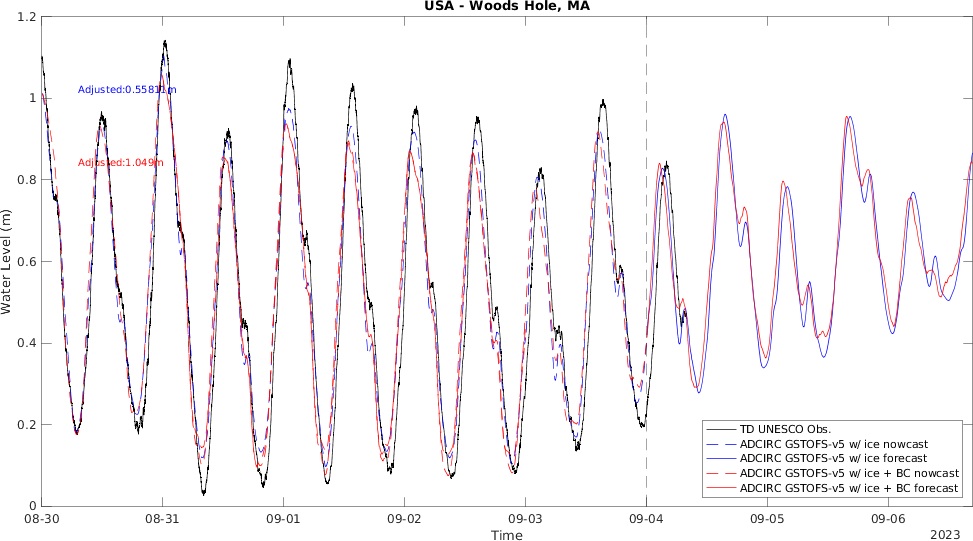 USA - Woods Hole, MA
1.2
1
0.8
0.6
0.4
0.2
0
Water Level (m)
Adjusted:0.55811m
Adjusted:1.049m
TD UNESCO Obs.
ADCIRC GSTOFS-v5 w/ ice nowcast
ADCIRC GSTOFS-v5 w/ ice forecast
ADCIRC GSTOFS-v5 w/ ice + BC nowcast
ADCIRC GSTOFS-v5 w/ ice + BC forecast
08-30 08-31 09-01 09-02 09-03 09-04 09-05 09-06
Time
2023